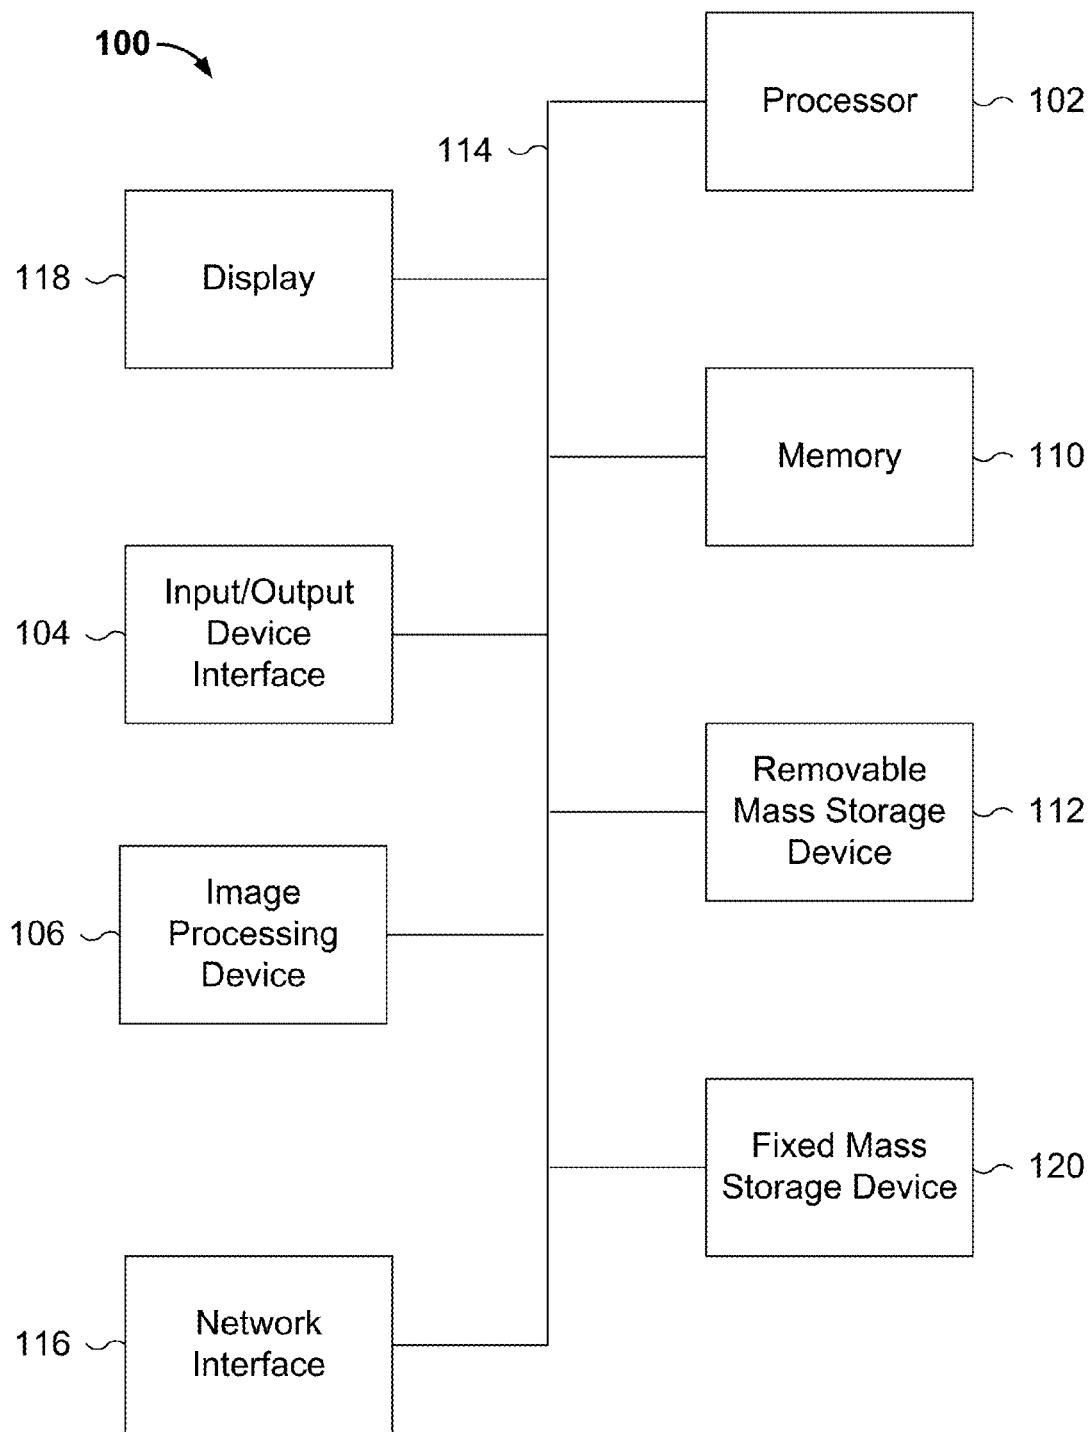 100
Processor
102
114
118
Display
Memory
110
104
Input/Output
Device
Interface
Removable
Mass Storage
Device
112
106
Image
Processing
Device
Fixed Mass
Storage Device
120
116
Network
Interface